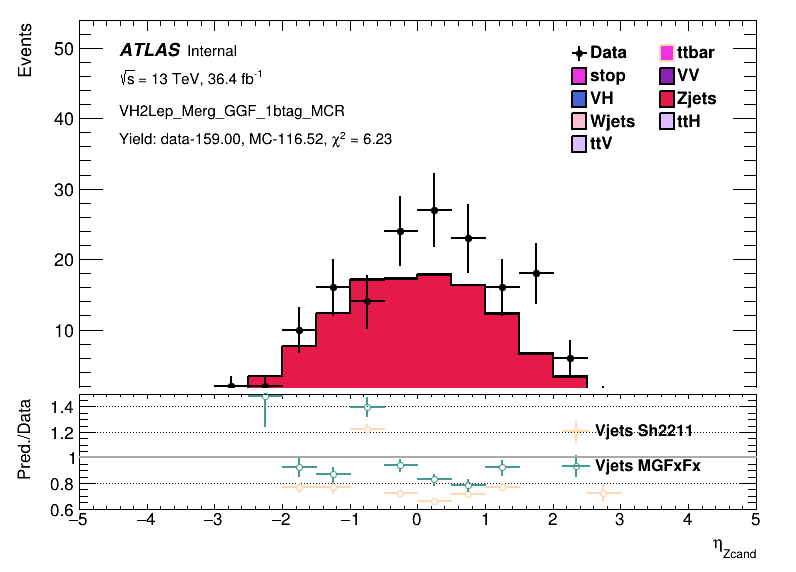 Events
50
40
30
20
10
ATLAS Internal
√s = 13 TeV, 36.4 fb⁻¹
VH2Lep_Merg_GGF_1btag_MCR
Yield: data-159.00, MC-116.52, χ² = 6.23
Data
ttbar
stop
VV
VH
Zjets
Wjets
ttH
ttV
Pred./Data
1.4
1.2
1
0.8
0.6
Vjets Sh2211
Vjets MGFxFx
−5 −4 −3 −2 −1 0 1 2 3 4 5
η_Zcand